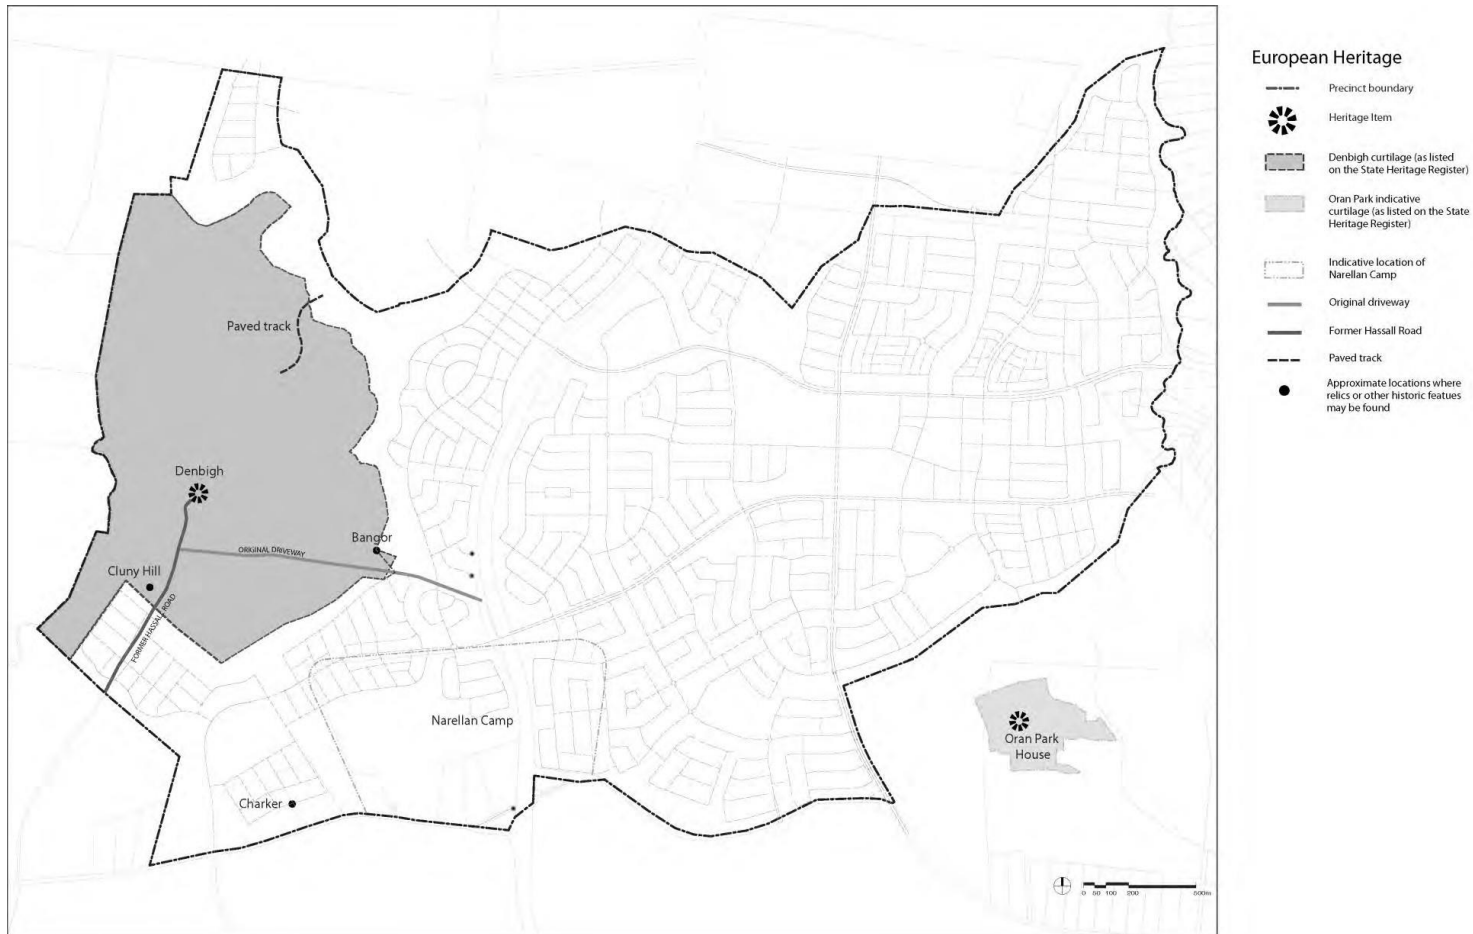 European Heritage
Precinct boundary
Heritage Item
Denbigh curtilage (as listed
on the State Heritage Register)
Oran Park indicative
curtilage (as listed on the State
Heritage Register)
Indicative location of
Narellan Camp
Original driveway
Former Hassall Road
Paved track
Approximate locations where
relics or other historic featues
may be found
Paved track
Denbigh
Bangor
ORIGINAL DRIVEWAY
Cluny Hill
FORMER HASSALL ROAD
Narellan Camp
Oran Park
House
Charker
0 50 100 200 500m